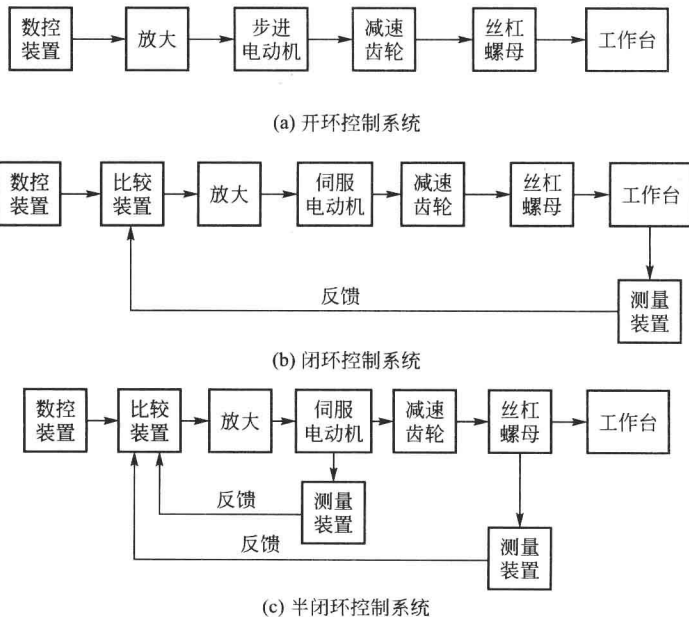 数控 装置
放大
步进 电动机
减速 齿轮
丝杠 螺母
工作台
(a) 开环控制系统
数控 装置
比较 装置
放大
伺服 电动机
减速 齿轮
丝杠 螺母
工作台
反馈
测量 装置
(b) 闭环控制系统
数控 装置
比较 装置
放大
伺服 电动机
减速 齿轮
丝杠 螺母
工作台
反馈
测量 装置
反馈
测量 装置
(c) 半闭环控制系统